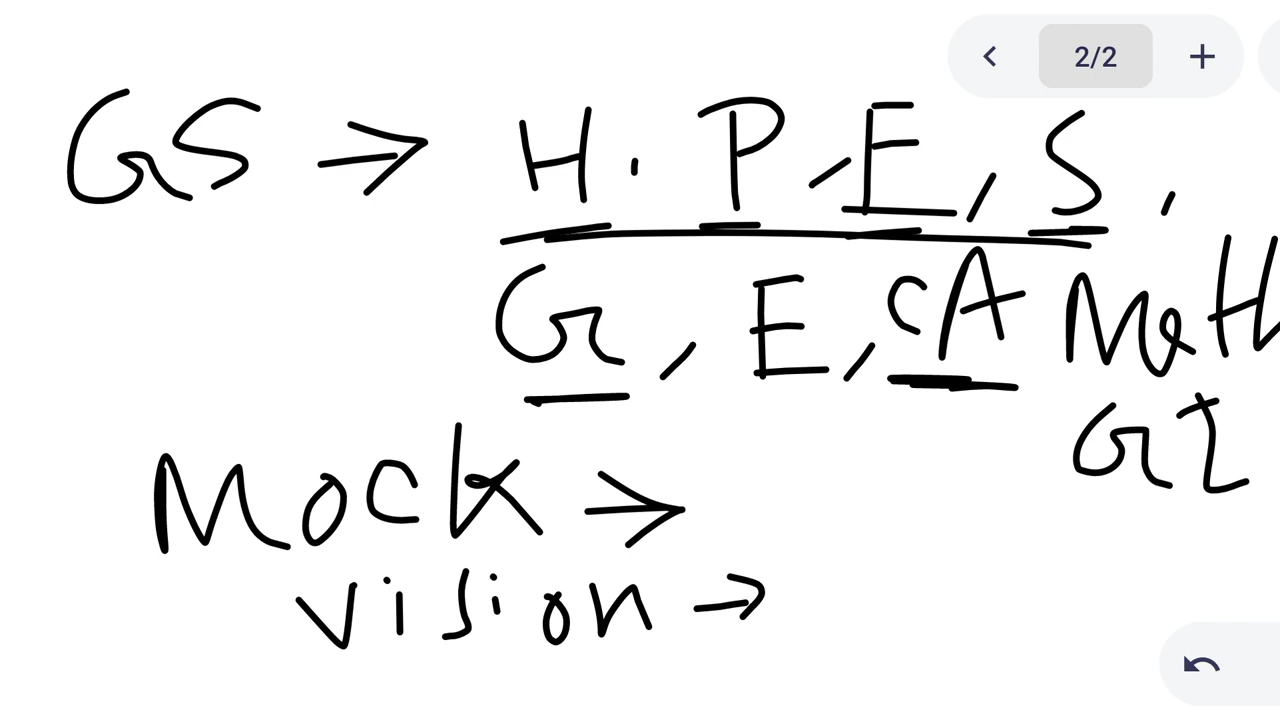 2/2
GS → H. P, E, S,
G, E, CA Math
GI
Mock →
Vision →